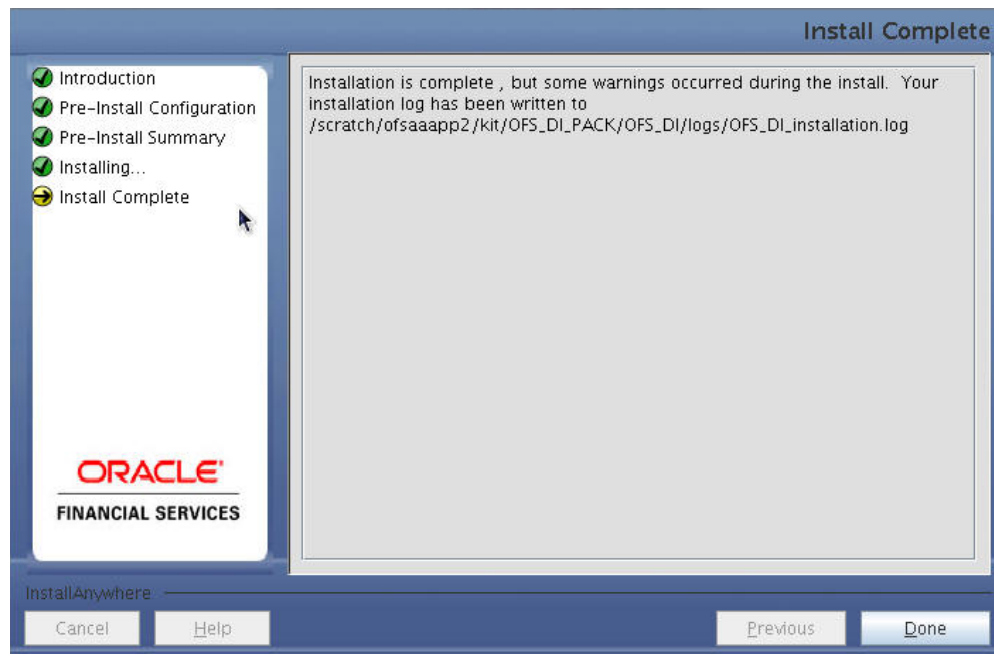 Install Complete
Introduction
Pre-Install Configuration
Pre-Install Summary
Installing...
Install Complete
Installation is complete , but some warnings occurred during the install.  Your
installation log has been written to
/scratch/ofsaaapp2/kit/OFS_DI_PACK/OFS_DI/logs/OFS_DI_installation.log
ORACLE
FINANCIAL SERVICES
InstallAnywhere
Cancel
Help
Previous
Done